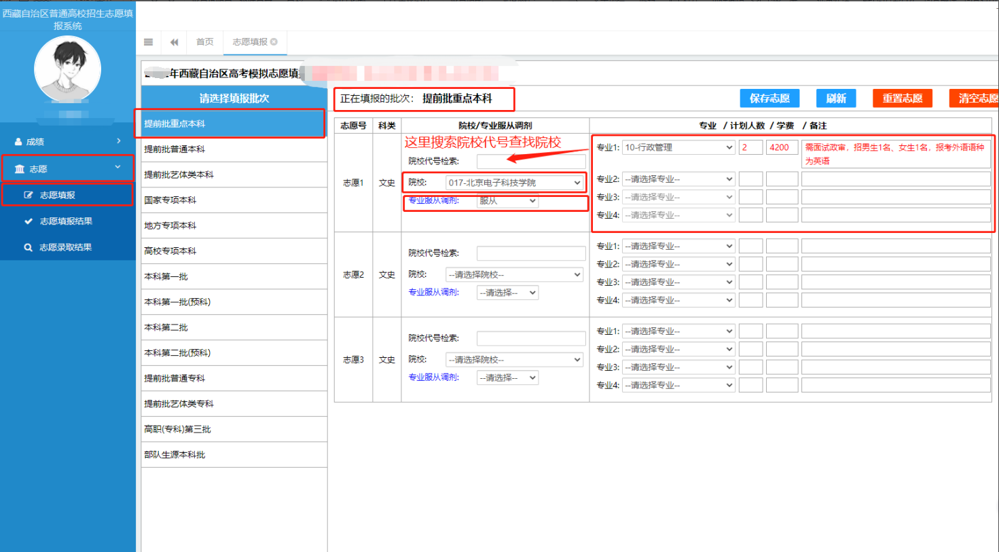 西藏自治区普通高校招生志愿填
报系统
首页
志愿填报
成绩
志愿
志愿填报
志愿填报结果
志愿录取结果
年西藏自治区高考模拟志愿填
请选择填报批次
提前批重点本科
提前批普通本科
提前批艺体类本科
国家专项本科
地方专项本科
高校专项本科
本科第一批
本科第一批(预科)
本科第二批
本科第二批(预科)
提前批普通专科
提前批艺体类专科
高职(专科)第三批
部队生源本科批
正在填报的批次: 提前批重点本科
保存志愿 刷新 重置志愿 清空志愿
志愿号 科类 院校/专业服从调剂 专业 / 计划人数 / 学费 / 备注
志愿1 文史
这里搜索院校代号查找院校
院校代号检索:
院校: 017-北京电子科技学院
专业服从调剂: 服从
专业1: 10-行政管理 2 4200 需面试政审，招男生1名、女生1名，报考外语语种
为英语
专业2: --请选择专业--
专业3: --请选择专业--
专业4: --请选择专业--
志愿2 文史
院校代号检索:
院校: --请选择院校--
专业服从调剂: --请选择--
专业1: --请选择专业--
专业2: --请选择专业--
专业3: --请选择专业--
专业4: --请选择专业--
志愿3 文史
院校代号检索:
院校: --请选择院校--
专业服从调剂: --请选择--
专业1: --请选择专业--
专业2: --请选择专业--
专业3: --请选择专业--
专业4: --请选择专业--